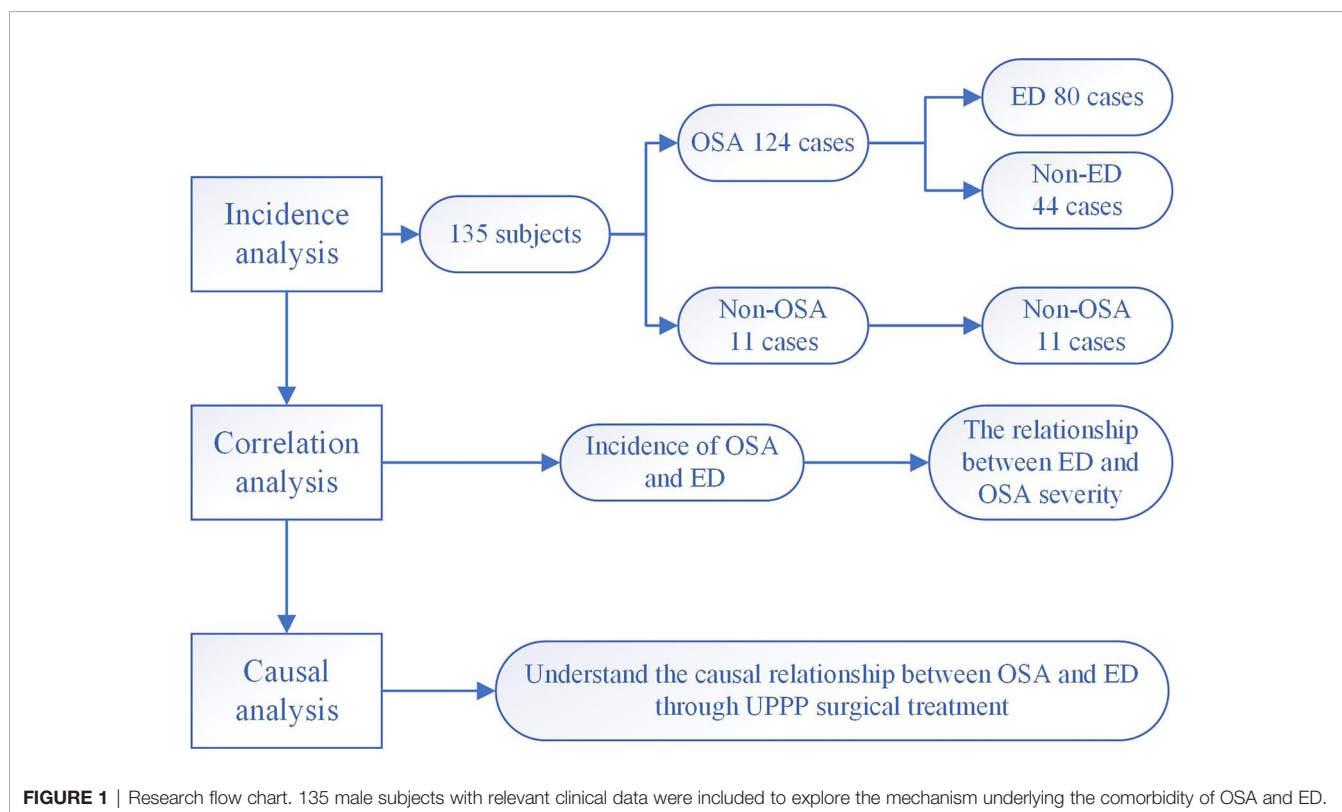 Incidence
analysis
135 subjects
OSA 124 cases
ED 80 cases
Non-ED
44 cases
Non-OSA
11 cases
Non-OSA
11 cases
Correlation
analysis
Incidence of OSA
and ED
The relationship
between ED and
OSA severity
Causal
analysis
Understand the causal relationship between OSA and ED
through UPPP surgical treatment
FIGURE 1 | Research flow chart. 135 male subjects with relevant clinical data were included to explore the mechanism underlying the comorbidity of OSA and ED.